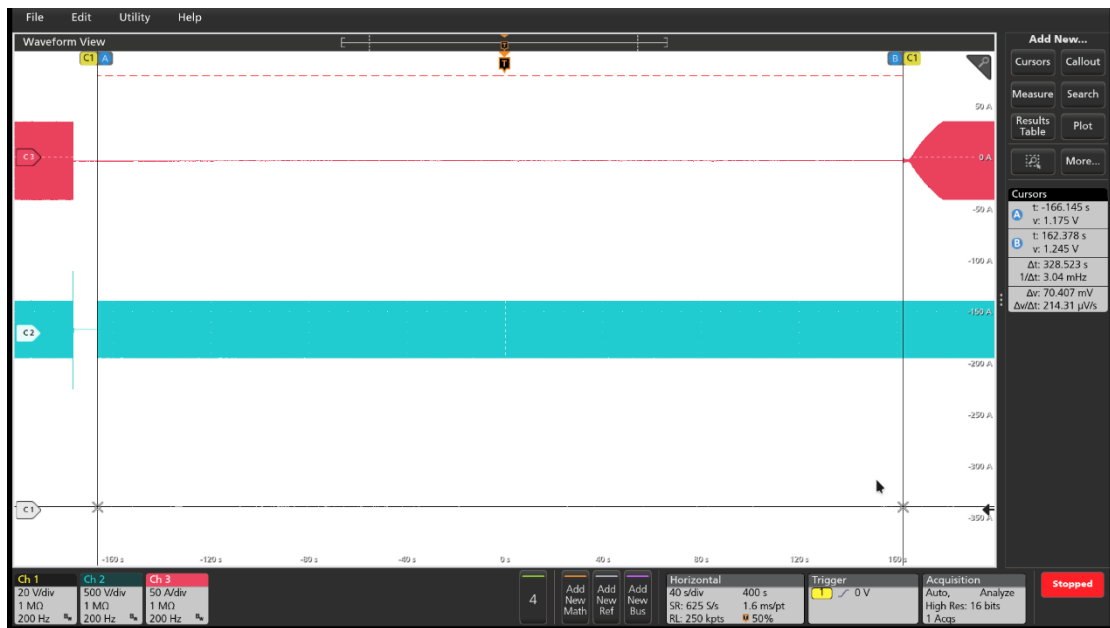 File Edit Utility Help
Waveform View
C1 A
T
T
B C1
50 A
C3
0 A
-50 A
-100 A
-150 A
C2
-200 A
-250 A
-300 A
C1
-350 A
-160 s -120 s -80 s -40 s 0 s 40 s 80 s 120 s 160 s
Add New...
Cursors Callout
Measure Search
Results Table Plot
More...
Cursors
A t: -166.145 s
v: 1.175 V
B t: 162.378 s
v: 1.245 V
Δt: 328.523 s
1/Δt: 3.04 mHz
Δv: 70.407 mV
Δv/Δt: 214.31 µV/s
Ch 1
20 V/div
1 MΩ
200 Hz Bw
Ch 2
500 V/div
1 MΩ
200 Hz Bw
Ch 3
50 A/div
1 MΩ
200 Hz Bw
4
Add New Math
Add New Ref
Add New Bus
Horizontal
40 s/div 400 s
SR: 625 S/s 1.6 ms/pt
RL: 250 kpts 50%
Trigger
1 0 V
Acquisition
Auto, Analyze
High Res: 16 bits
1 Acqs
Stopped